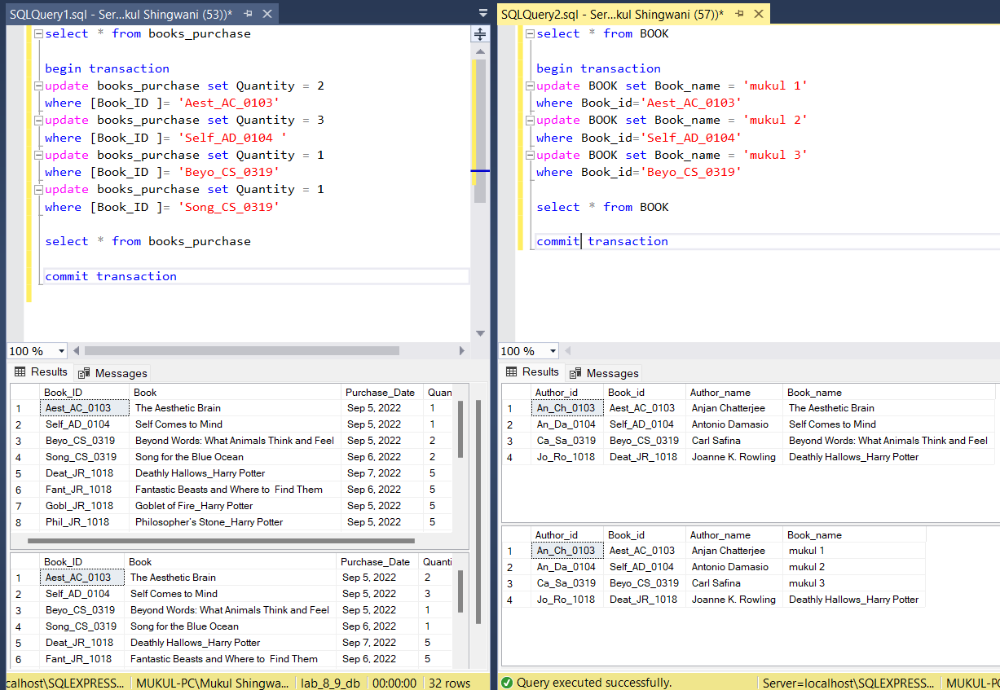 SQLQuery1.sql - Ser...kul Shingwani (53))*
select * from books_purchase
begin transaction
update books_purchase set Quantity = 2
where [Book_ID ]= 'Aest_AC_0103'
update books_purchase set Quantity = 3
where [Book_ID ]= 'Self_AD_0104 '
update books_purchase set Quantity = 1
where [Book_ID ]= 'Beyo_CS_0319'
update books_purchase set Quantity = 1
where [Book_ID ]= 'Song_CS_0319'
select * from books_purchase
commit transaction
100 %
Results Messages
Book_ID Book Purchase_Date Quan
1 Aest_AC_0103 The Aesthetic Brain Sep 5, 2022 1
2 Self_AD_0104 Self Comes to Mind Sep 5, 2022 1
3 Beyo_CS_0319 Beyond Words: What Animals Think and Feel Sep 5, 2022 2
4 Song_CS_0319 Song for the Blue Ocean Sep 6, 2022 2
5 Deat_JR_1018 Deathly Hallows_Harry Potter Sep 7, 2022 5
6 Fant_JR_1018 Fantastic Beasts and Where to Find Them Sep 6, 2022 5
7 Gobl_JR_1018 Goblet of Fire_Harry Potter Sep 5, 2022 5
8 Phil_JR_1018 Philosopher's Stone_Harry Potter Sep 5, 2022 5
Book_ID Book Purchase_Date Quanti
1 Aest_AC_0103 The Aesthetic Brain Sep 5, 2022 2
2 Self_AD_0104 Self Comes to Mind Sep 5, 2022 3
3 Beyo_CS_0319 Beyond Words: What Animals Think and Feel Sep 5, 2022 1
4 Song_CS_0319 Song for the Blue Ocean Sep 6, 2022 1
5 Deat_JR_1018 Deathly Hallows_Harry Potter Sep 7, 2022 5
6 Fant_JR_1018 Fantastic Beasts and Where to Find Them Sep 6, 2022 5
calhost\SQLEXPRESS... MUKUL-PC\Mukul Shingwa... lab_8_9_db 00:00:00 32 rows
SQLQuery2.sql - Ser...kul Shingwani (57))*
select * from BOOK
begin transaction
update BOOK set Book_name = 'mukul 1'
where Book_id='Aest_AC_0103'
update BOOK set Book_name = 'mukul 2'
where Book_id='Self_AD_0104'
update BOOK set Book_name = 'mukul 3'
where Book_id='Beyo_CS_0319'
select * from BOOK
commit transaction
100 %
Results Messages
Author_id Book_id Author_name Book_name
1 An_Ch_0103 Aest_AC_0103 Anjan Chatterjee The Aesthetic Brain
2 An_Da_0104 Self_AD_0104 Antonio Damasio Self Comes to Mind
3 Ca_Sa_0319 Beyo_CS_0319 Carl Safina Beyond Words: What Animals Think and Feel
4 Jo_Ro_1018 Deat_JR_1018 Joanne K. Rowling Deathly Hallows_Harry Potter
Author_id Book_id Author_name Book_name
1 An_Ch_0103 Aest_AC_0103 Anjan Chatterjee mukul 1
2 An_Da_0104 Self_AD_0104 Antonio Damasio mukul 2
3 Ca_Sa_0319 Beyo_CS_0319 Carl Safina mukul 3
4 Jo_Ro_1018 Deat_JR_1018 Joanne K. Rowling Deathly Hallows_Harry Potter
Query executed successfully. Server=localhost\SQLEXPRESS... MUKUL-PC